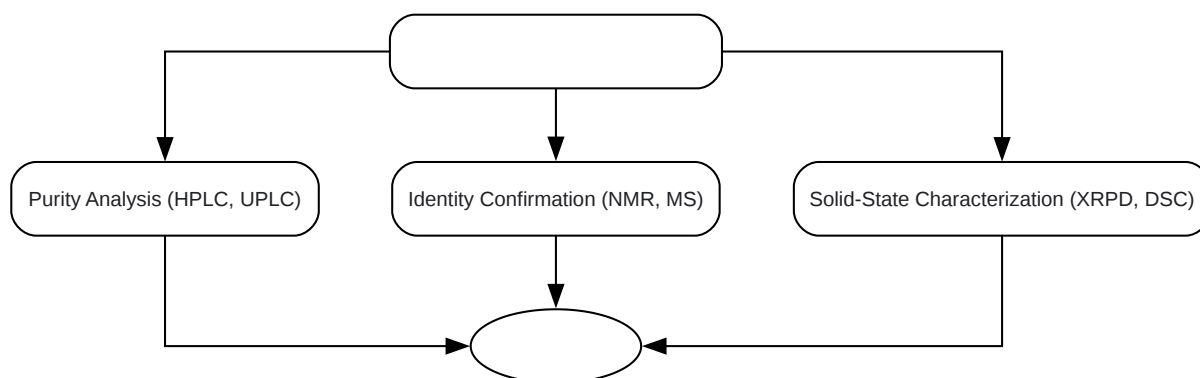 Purity Analysis (HPLC, UPLC)
Identity Confirmation (NMR, MS)
Solid-State Characterization (XRPD, DSC)